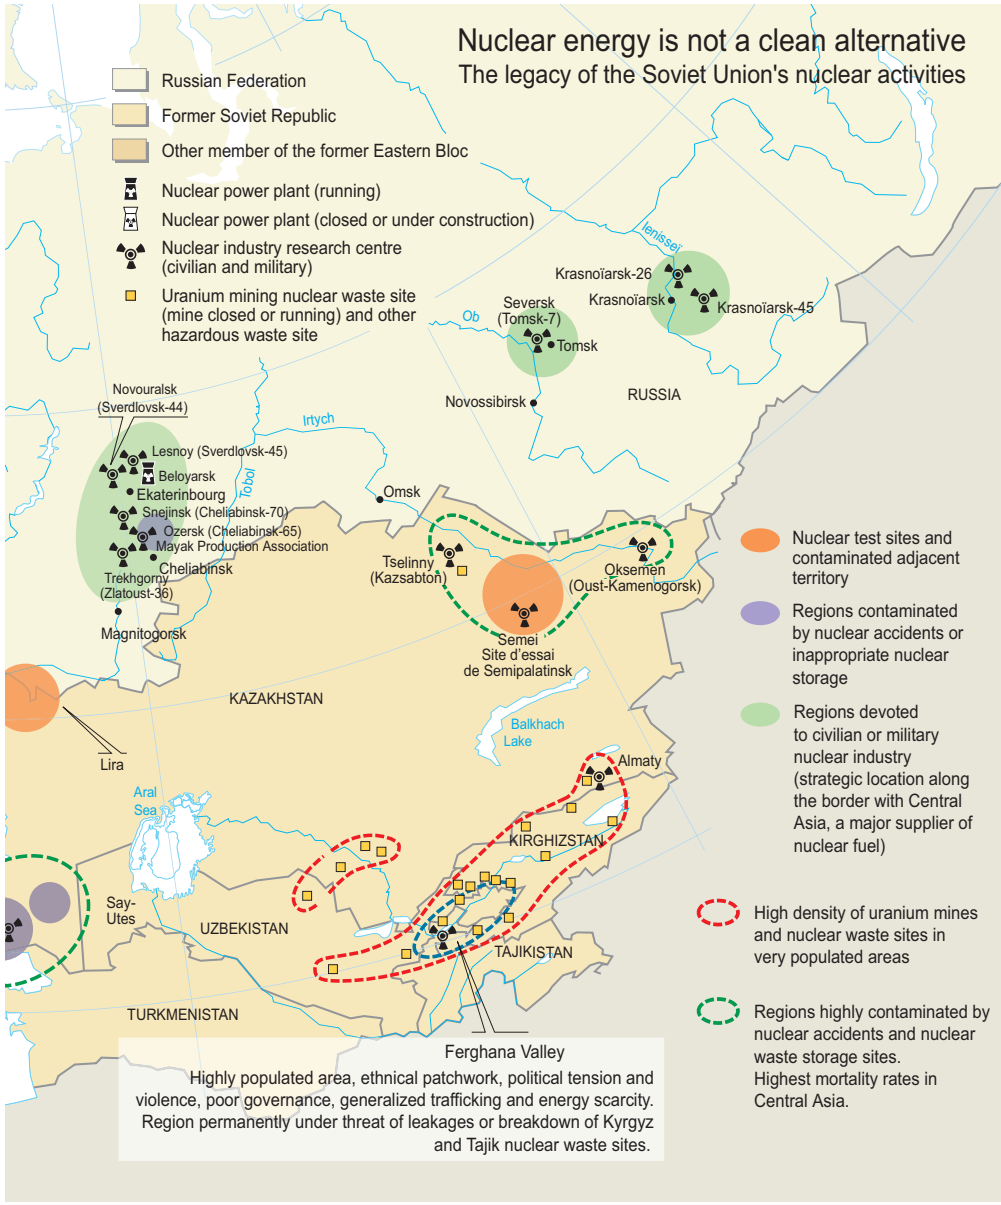 Nuclear energy is not a clean alternative
The legacy of the Soviet Union's nuclear activities
Russian Federation
Former Soviet Republic
Other member of the former Eastern Bloc
Nuclear power plant (running)
Nuclear power plant (closed or under construction)
Nuclear industry research centre
(civilian and military)
Uranium mining nuclear waste site
(mine closed or running) and other
hazardous waste site
Ienisseï
Krasnoïarsk-26
Krasnoïarsk
Krasnoïarsk-45
Seversk
(Tomsk-7)
Ob
Tomsk
RUSSIA
Novossibirsk
Novouralsk
(Sverdlovsk-44)
Irtych
Lesnoy (Sverdlovsk-45)
Beloyarsk
Tobol
Ekaterinbourg
Omsk
Snejinsk (Cheliabinsk-70)
Ozersk (Cheliabinsk-65)
Mayak Production Association
Cheliabinsk
Trekhgorny
(Zlatoust-36)
Magnitogorsk
Tselinny
(Kazsabton)
Oksemen
(Oust-Kamenogorsk)
Semei
Site d'essai
de Semipalatinsk
KAZAKHSTAN
Balkhach
Lake
Lira
Almaty
Aral
Sea
KIRGHIZSTAN
Say-
Utes
UZBEKISTAN
TAJIKISTAN
TURKMENISTAN
Nuclear test sites and
contaminated adjacent
territory
Regions contaminated
by nuclear accidents or
inappropriate nuclear
storage
Regions devoted
to civilian or military
nuclear industry
(strategic location along
the border with Central
Asia, a major supplier of
nuclear fuel)
High density of uranium mines
and nuclear waste sites in
very populated areas
Regions highly contaminated by
nuclear accidents and nuclear
waste storage sites.
Highest mortality rates in
Central Asia.
Ferghana Valley
Highly populated area, ethnical patchwork, political tension and
violence, poor governance, generalized trafficking and energy scarcity.
Region permanently under threat of leakages or breakdown of Kyrgyz
and Tajik nuclear waste sites.